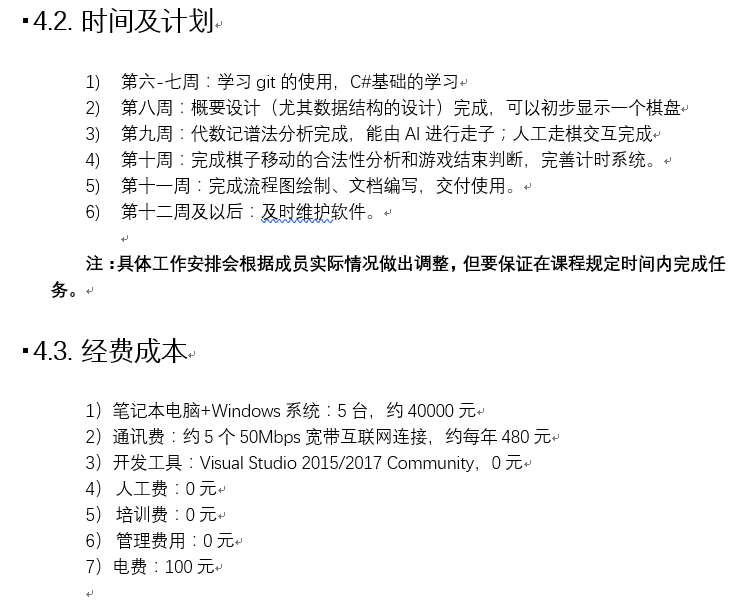 4.2. 时间及计划
1) 第六-七周：学习 git 的使用，C#基础的学习
2) 第八周：概要设计（尤其数据结构的设计）完成，可以初步显示一个棋盘
3) 第九周：代数记谱法分析完成，能由 AI 进行走子；人工走棋交互完成
4) 第十周：完成棋子移动的合法性分析和游戏结束判断，完善计时系统。
5) 第十一周：完成流程图绘制、文档编写，交付使用。
6) 第十二周及以后：及时维护软件。
注：具体工作安排会根据成员实际情况做出调整，但要保证在课程规定时间内完成任
务。
4.3. 经费成本
1）笔记本电脑+Windows 系统：5 台，约 40000 元
2）通讯费：约 5 个 50Mbps 宽带互联网连接，约每年 480 元
3）开发工具：Visual Studio 2015/2017 Community，0 元
4） 人工费：0 元
5） 培训费：0 元
6） 管理费用：0 元
7）电费：100 元